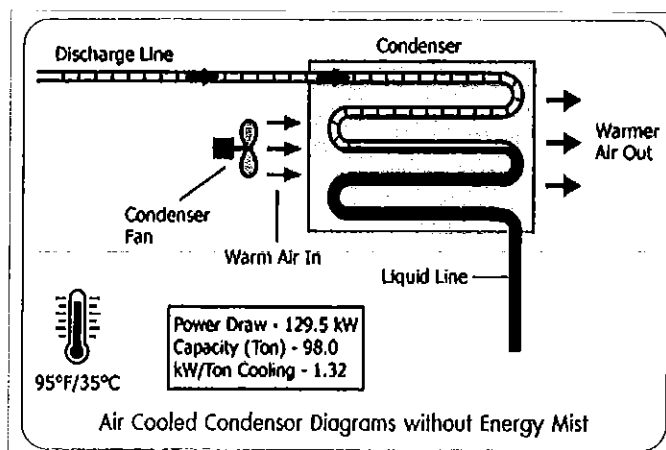 Discharge Line
Condenser
Warmer
Air Out
Condenser
Fan
Warm Air In
Liquid Line
Power Draw - 129.5 kW
Capacity (Ton) - 98.0
kW/Ton Cooling - 1.32
95°F/35°C
Air Cooled Condensor Diagrams without Energy Mist